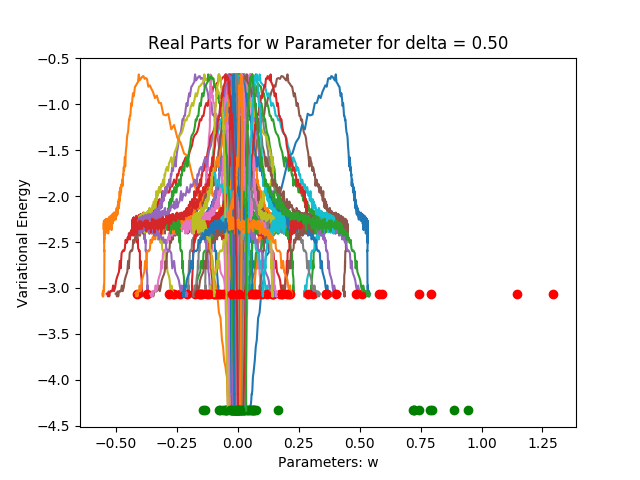 Real Parts for w Parameter for delta = 0.50
Variational Energy
−0.5
−1.0
−1.5
−2.0
−2.5
−3.0
−3.5
−4.0
−4.5
−0.50 −0.25 0.00 0.25 0.50 0.75 1.00 1.25
Parameters: w